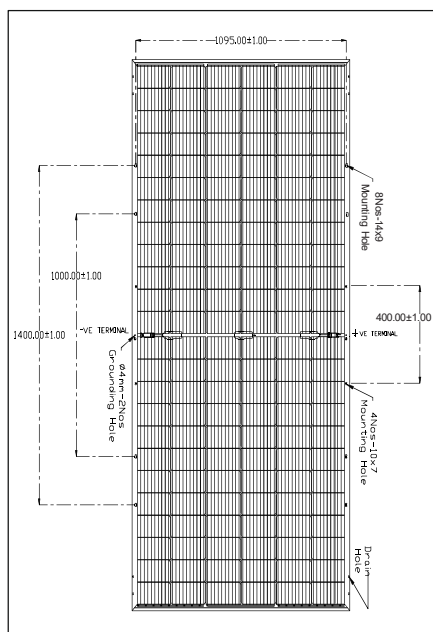 1095.00±1.00
8Nos-14x9
Mounting Hole
1000.00±1.00
400.00±1.00
1400.00±1.00
-VE TERMINAL
+VE TERMINAL
Ø4mm-2Nos
Grounding Hole
4Nos-10x7
Mounting Hole
Drain
Hole